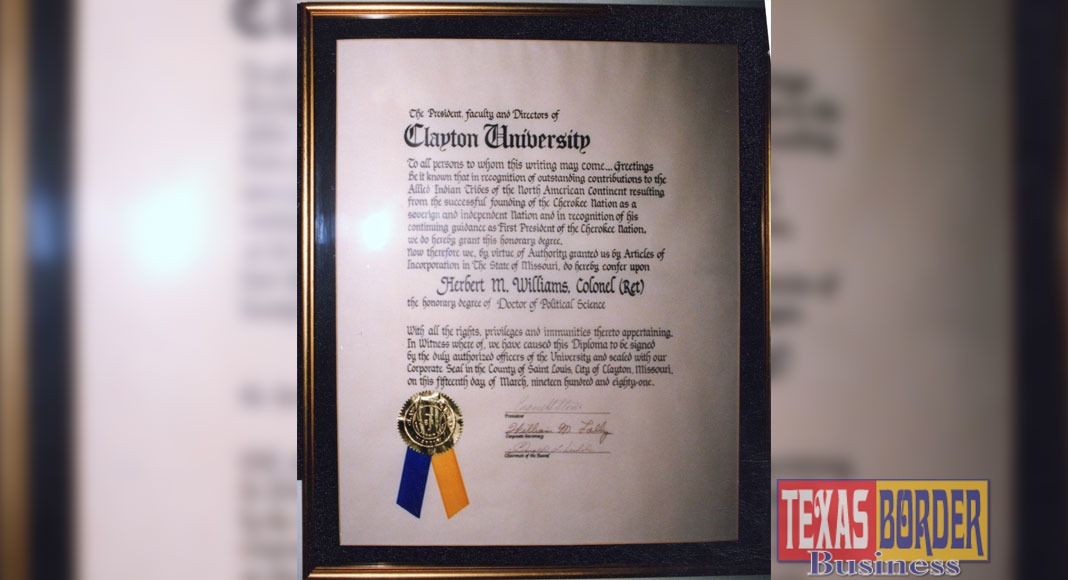 The President, Faculty and Directors of
Clayton University
To all persons to whom this writing may come...Greetings
Be it known that in recognition of outstanding contributions to the
Allied Indian Tribes of the North American Continent resulting
from the successful founding of the Cherokee Nation as a
soverign and independent Nation and in recognition of his
continuing guidance as First President of the Cherokee Nation,
we do hereby grant this honorary degree.
Now therefore we, by virtue of Authority granted us by Articles of
Incorporation in The State of Missouri, do hereby confer upon
Herbert M. Williams, Colonel (Ret)
the honorary degree of Doctor of Political Science
With all the rights, privileges and immunities thereto appertaining.
In Witness where of, we have caused this Diploma to be signed
by the duly authorized officers of the University and sealed with our
Corporate Seal in the County of Saint Louis, City of Clayton, Missouri,
on this fifteenth day of March, nineteen hundred and eighty-one.
President
Corporate Secretary
Chairman of the Board
TEXAS BORDER
Business